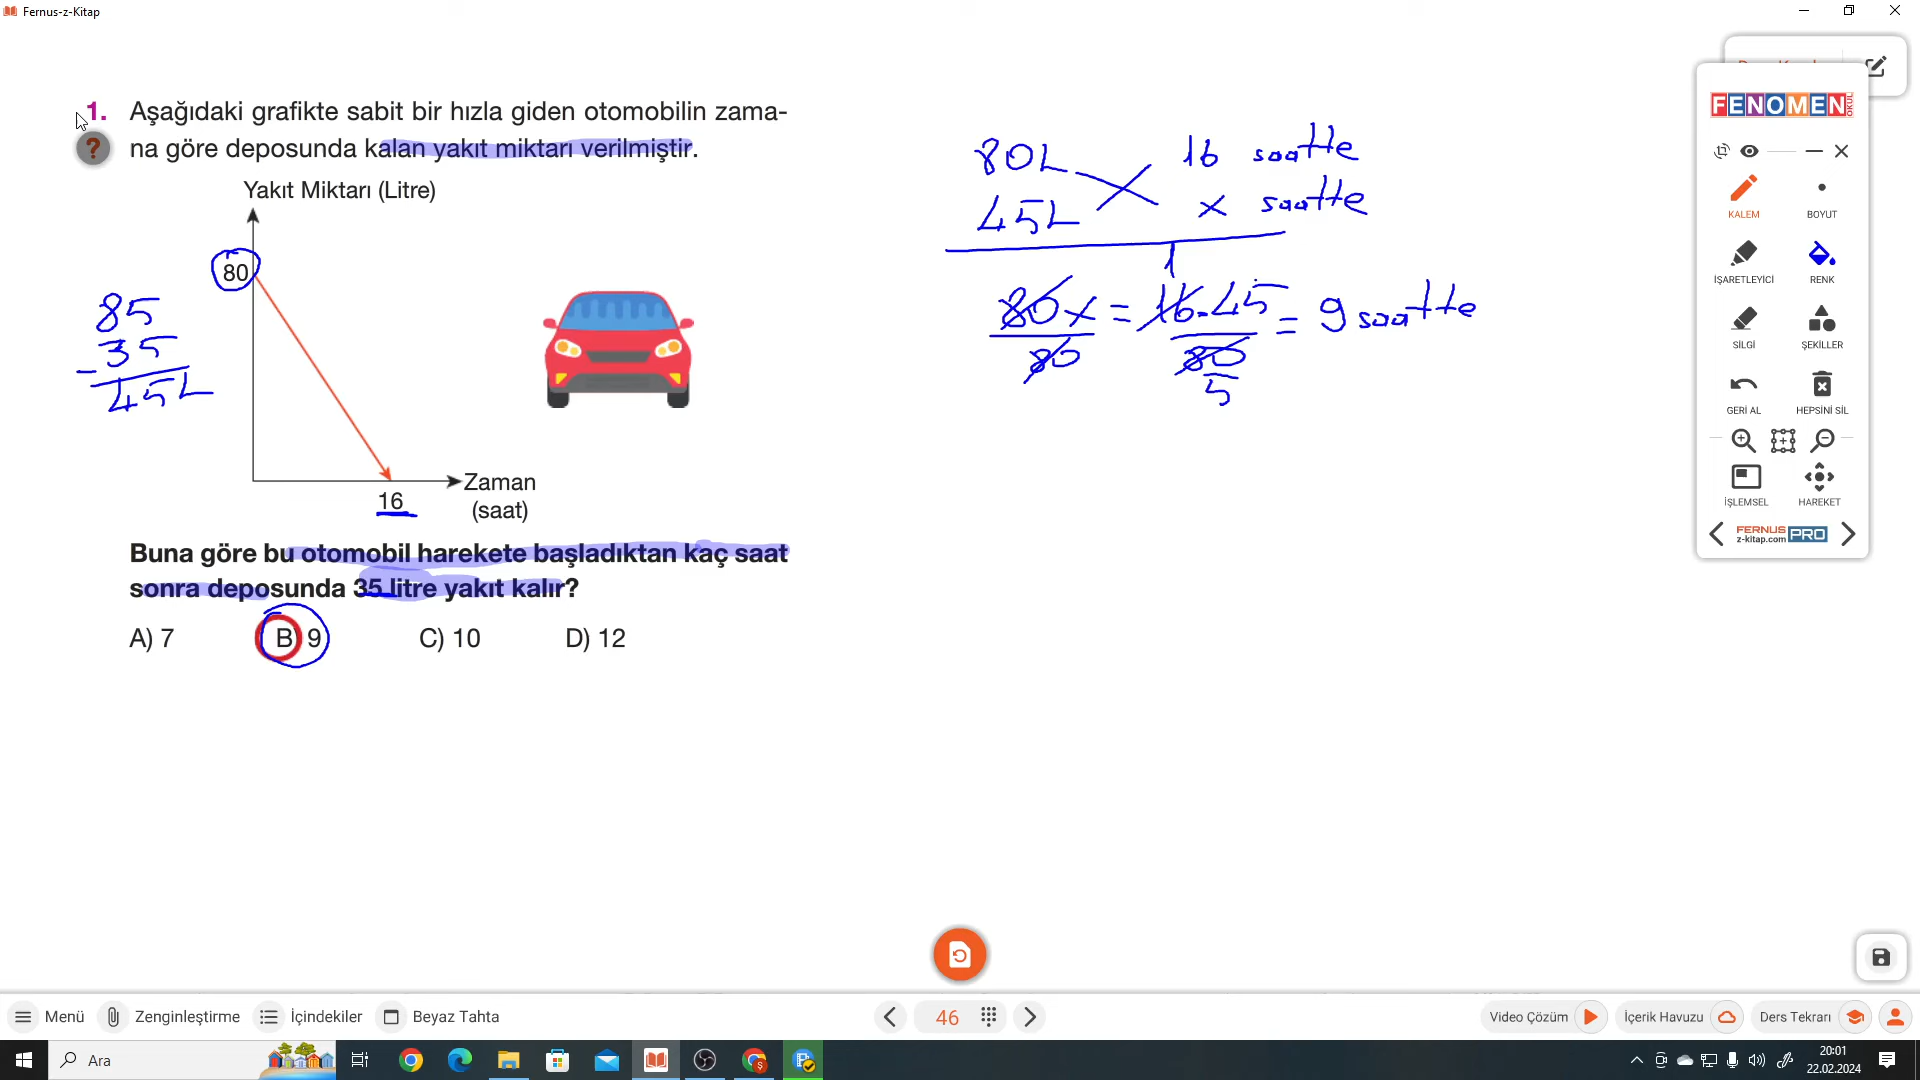 Fernus-z-Kitap
1. Aşağıdaki grafikte sabit bir hızla giden otomobilin zama-
? na göre deposunda kalan yakıt miktarı verilmiştir.
Yakıt Miktarı (Litre)
80
85
- 35
45L
16
Zaman
(saat)
Buna göre bu otomobil harekete başladıktan kaç saat
sonra deposunda 35 litre yakıt kalır?
A) 7 B) 9 C) 10 D) 12
80L 16 saatte
45L x saatte
1
80x = 16.45 = 9 saatte
80 80
5
FENOMEN OKUL
KALEM BOYUT
İŞARETLEYİCİ RENK
SİLGİ ŞEKİLLER
GERİ AL HEPSİNİ SİL
İŞLEMSEL HAREKET
FERNUS
z-kitap.com PRO
Menü Zenginleştirme İçindekiler Beyaz Tahta 46 Video Çözüm İçerik Havuzu Ders Tekrarı
Ara
20:01
22.02.2024